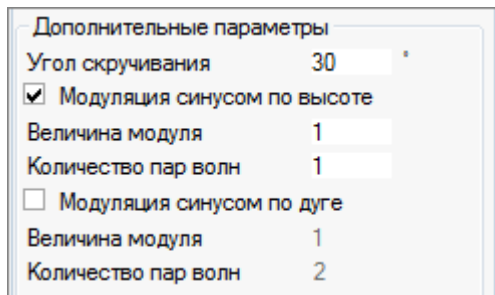 Дополнительные параметры
Угол скручивания 30 °
Модуляция синусом по высоте
Величина модуля 1
Количество пар волн 1
Модуляция синусом по дуге
Величина модуля 1
Количество пар волн 2